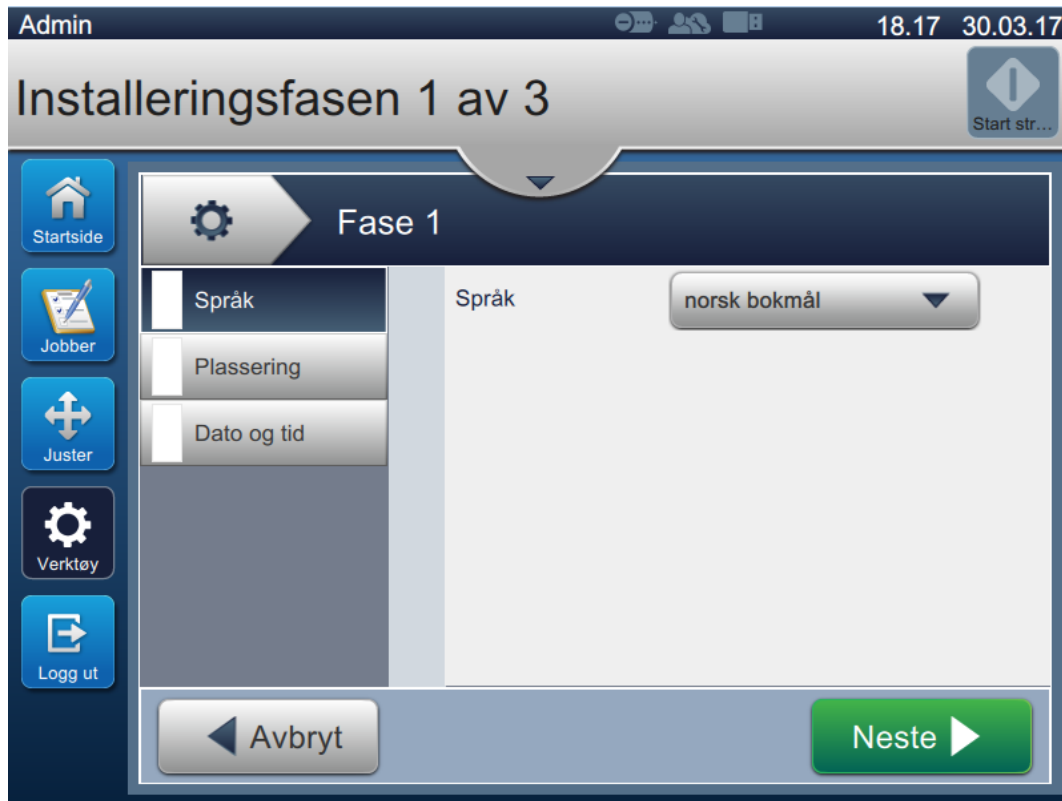 Admin
18.17 30.03.17
Installeringsfasen 1 av 3
Start str...
Startside
Jobber
Juster
Verktøy
Logg ut
Fase 1
Språk
Plassering
Dato og tid
Språk
norsk bokmål
Avbryt
Neste